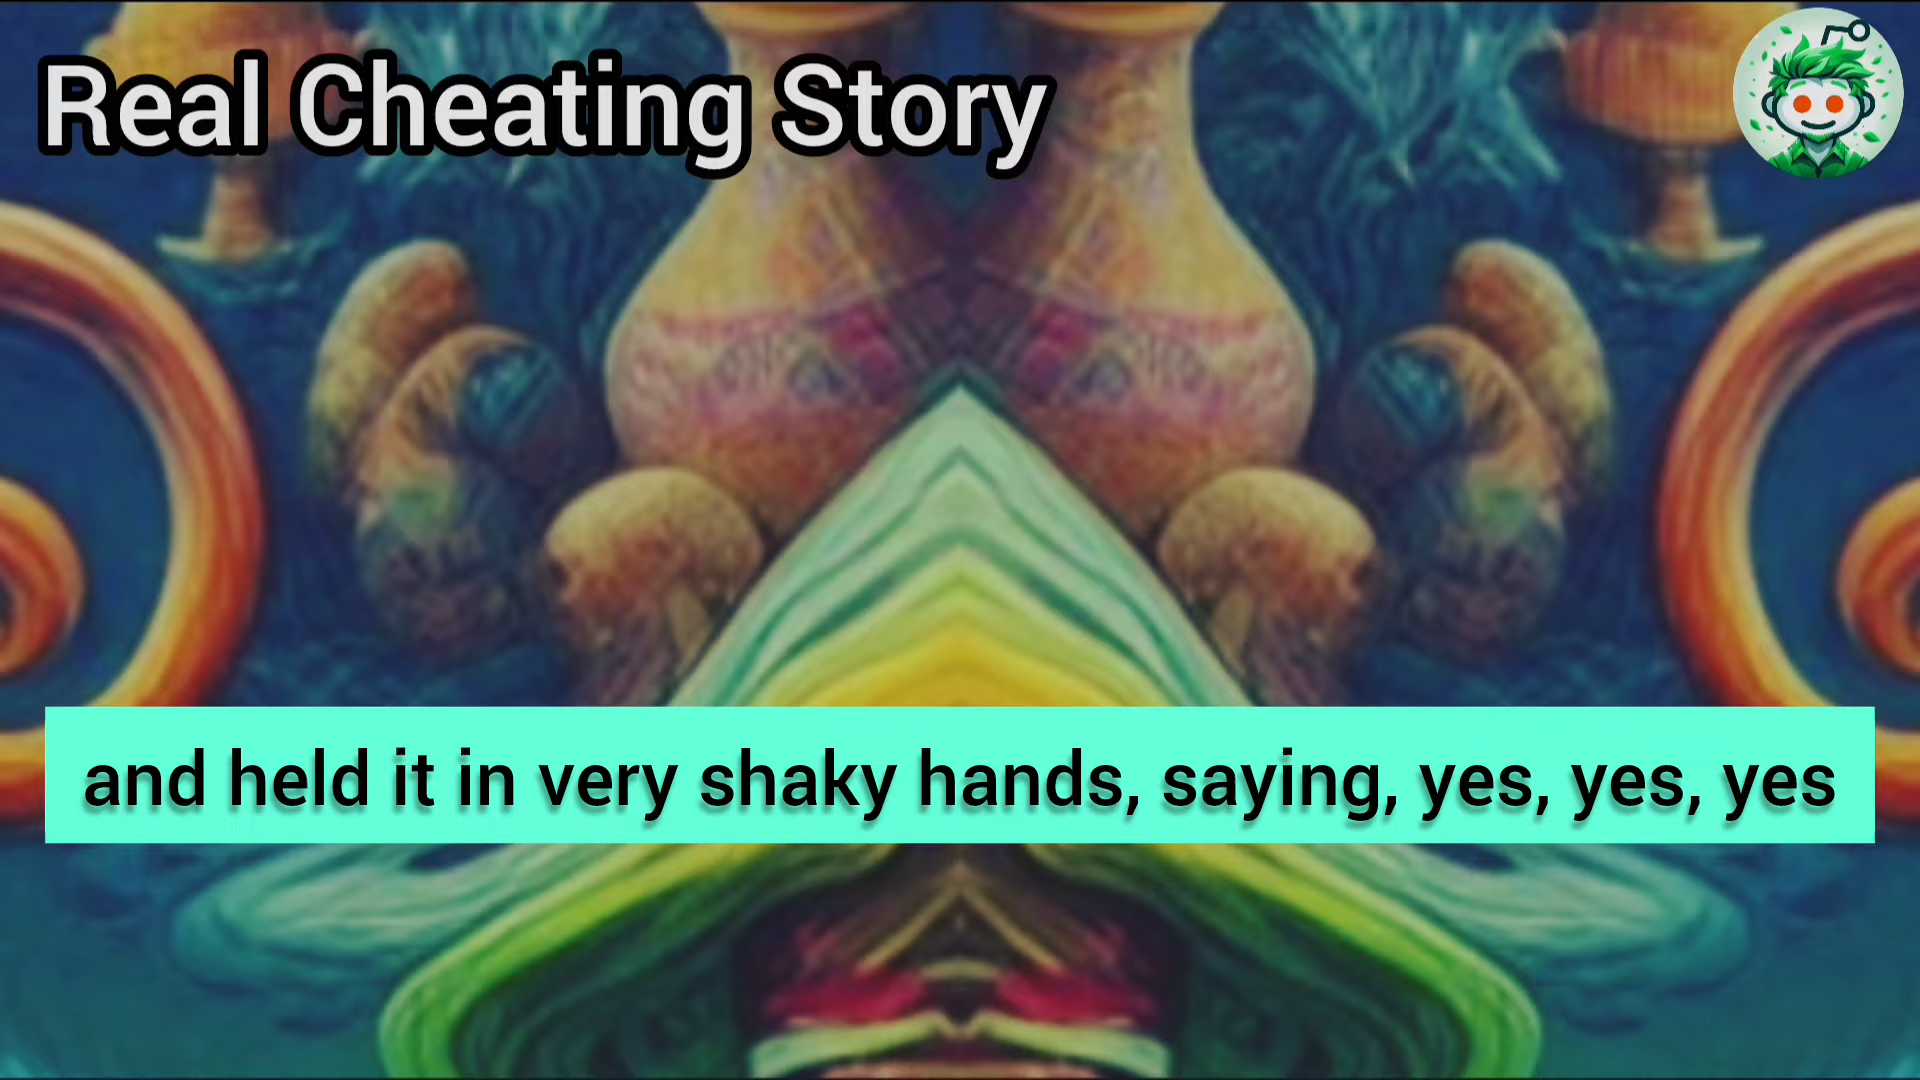 Real Cheating Story
and held it in very shaky hands, saying, yes, yes, yes